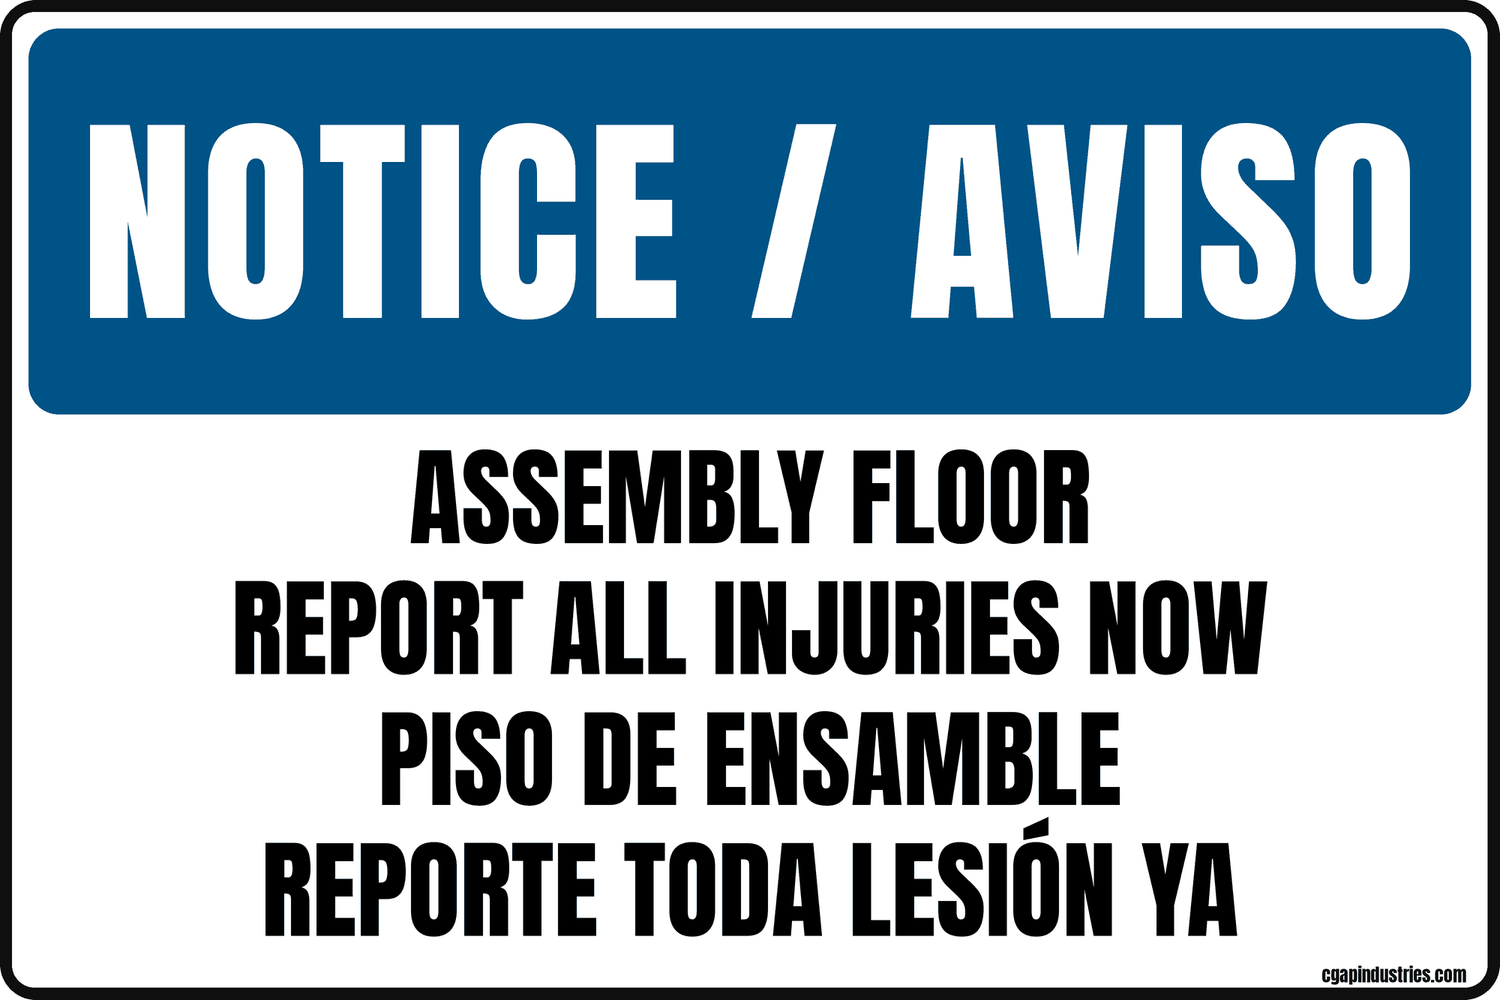 NOTICE / AVISO
ASSEMBLY FLOOR
REPORT ALL INJURIES NOW
PISO DE ENSAMBLE
REPORTE TODA LESIÓN YA
cgapindustries.com